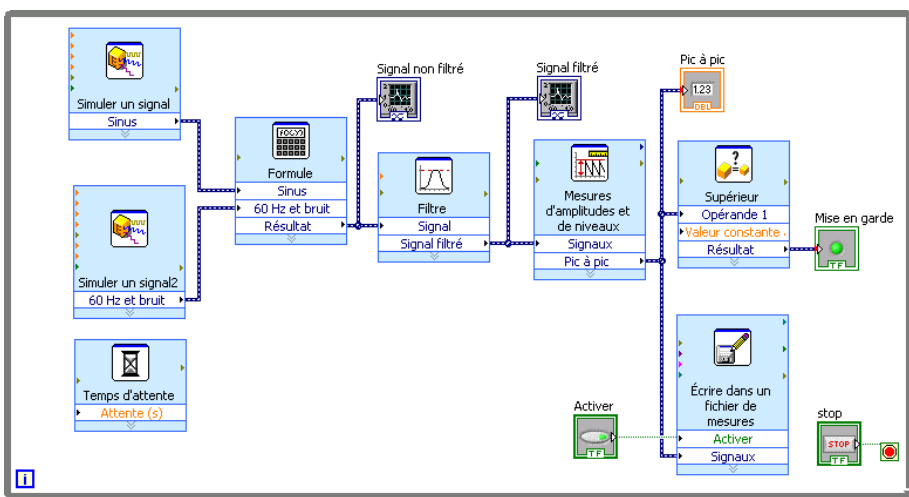 Simuler un signal
Sinus
Simuler un signal2
60 Hz et bruit
Temps d'attente
Attente (s)
i
f(x,y)
Formule
Sinus
60 Hz et bruit
Résultat
Signal non filtré
Filtre
Signal
Signal filtré
Signal filtré
Mesures
d'amplitudes et
de niveaux
Signaux
Pic à pic
Pic à pic
1.23
DBL
?
Supérieur
Opérande 1
Valeur constante
Résultat
Mise en garde
TF
Écrire dans un
fichier de
mesures
Activer
Signaux
Activer
TF
stop
STOP
TF